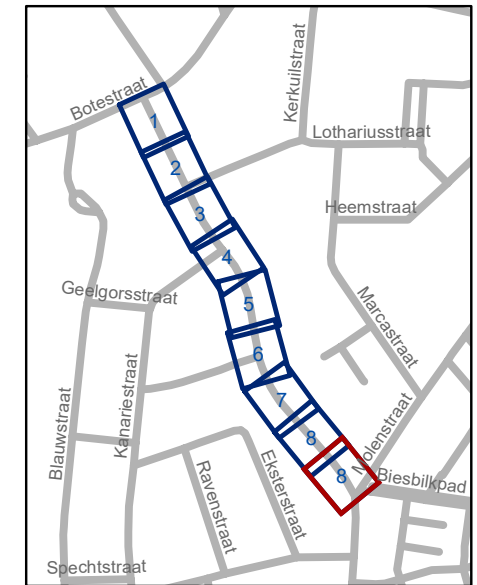 Botestraat
Kerkuilstraat
Lothariusstraat
Heemstraat
Geelgorsstraat
Marcastraat
Blauwstraat
Kanariestraat
Molenstraat
Ravenstraat
Eksterstraat
Biesbilkpad
Spechtstraat
1
2
3
4
5
6
7
8
8